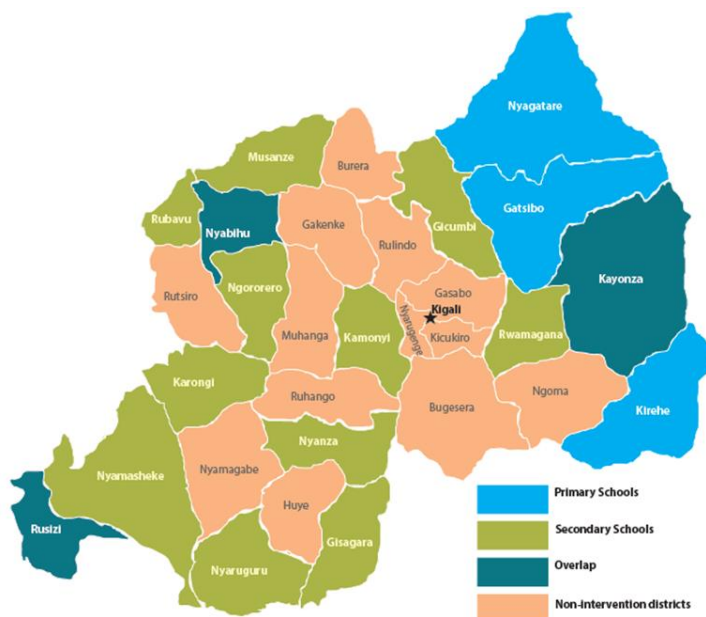 Nyagatare
Musanze
Burera
Gatsibo
Rubavu
Nyabihu
Gakenke
Gicumbi
Rulindo
Kayonza
Rutsiro
Ngororero
Gasabo
Kigali
Nyarugenge
Muhanga
Kamonyi
Kicukiro
Rwamagana
Karongi
Ruhango
Bugesera
Ngoma
Kirehe
Nyanza
Nyamasheke
Nyamagabe
Huye
Rusizi
Gisagara
Nyaruguru
Primary Schools
Secondary Schools
Overlap
Non-intervention districts